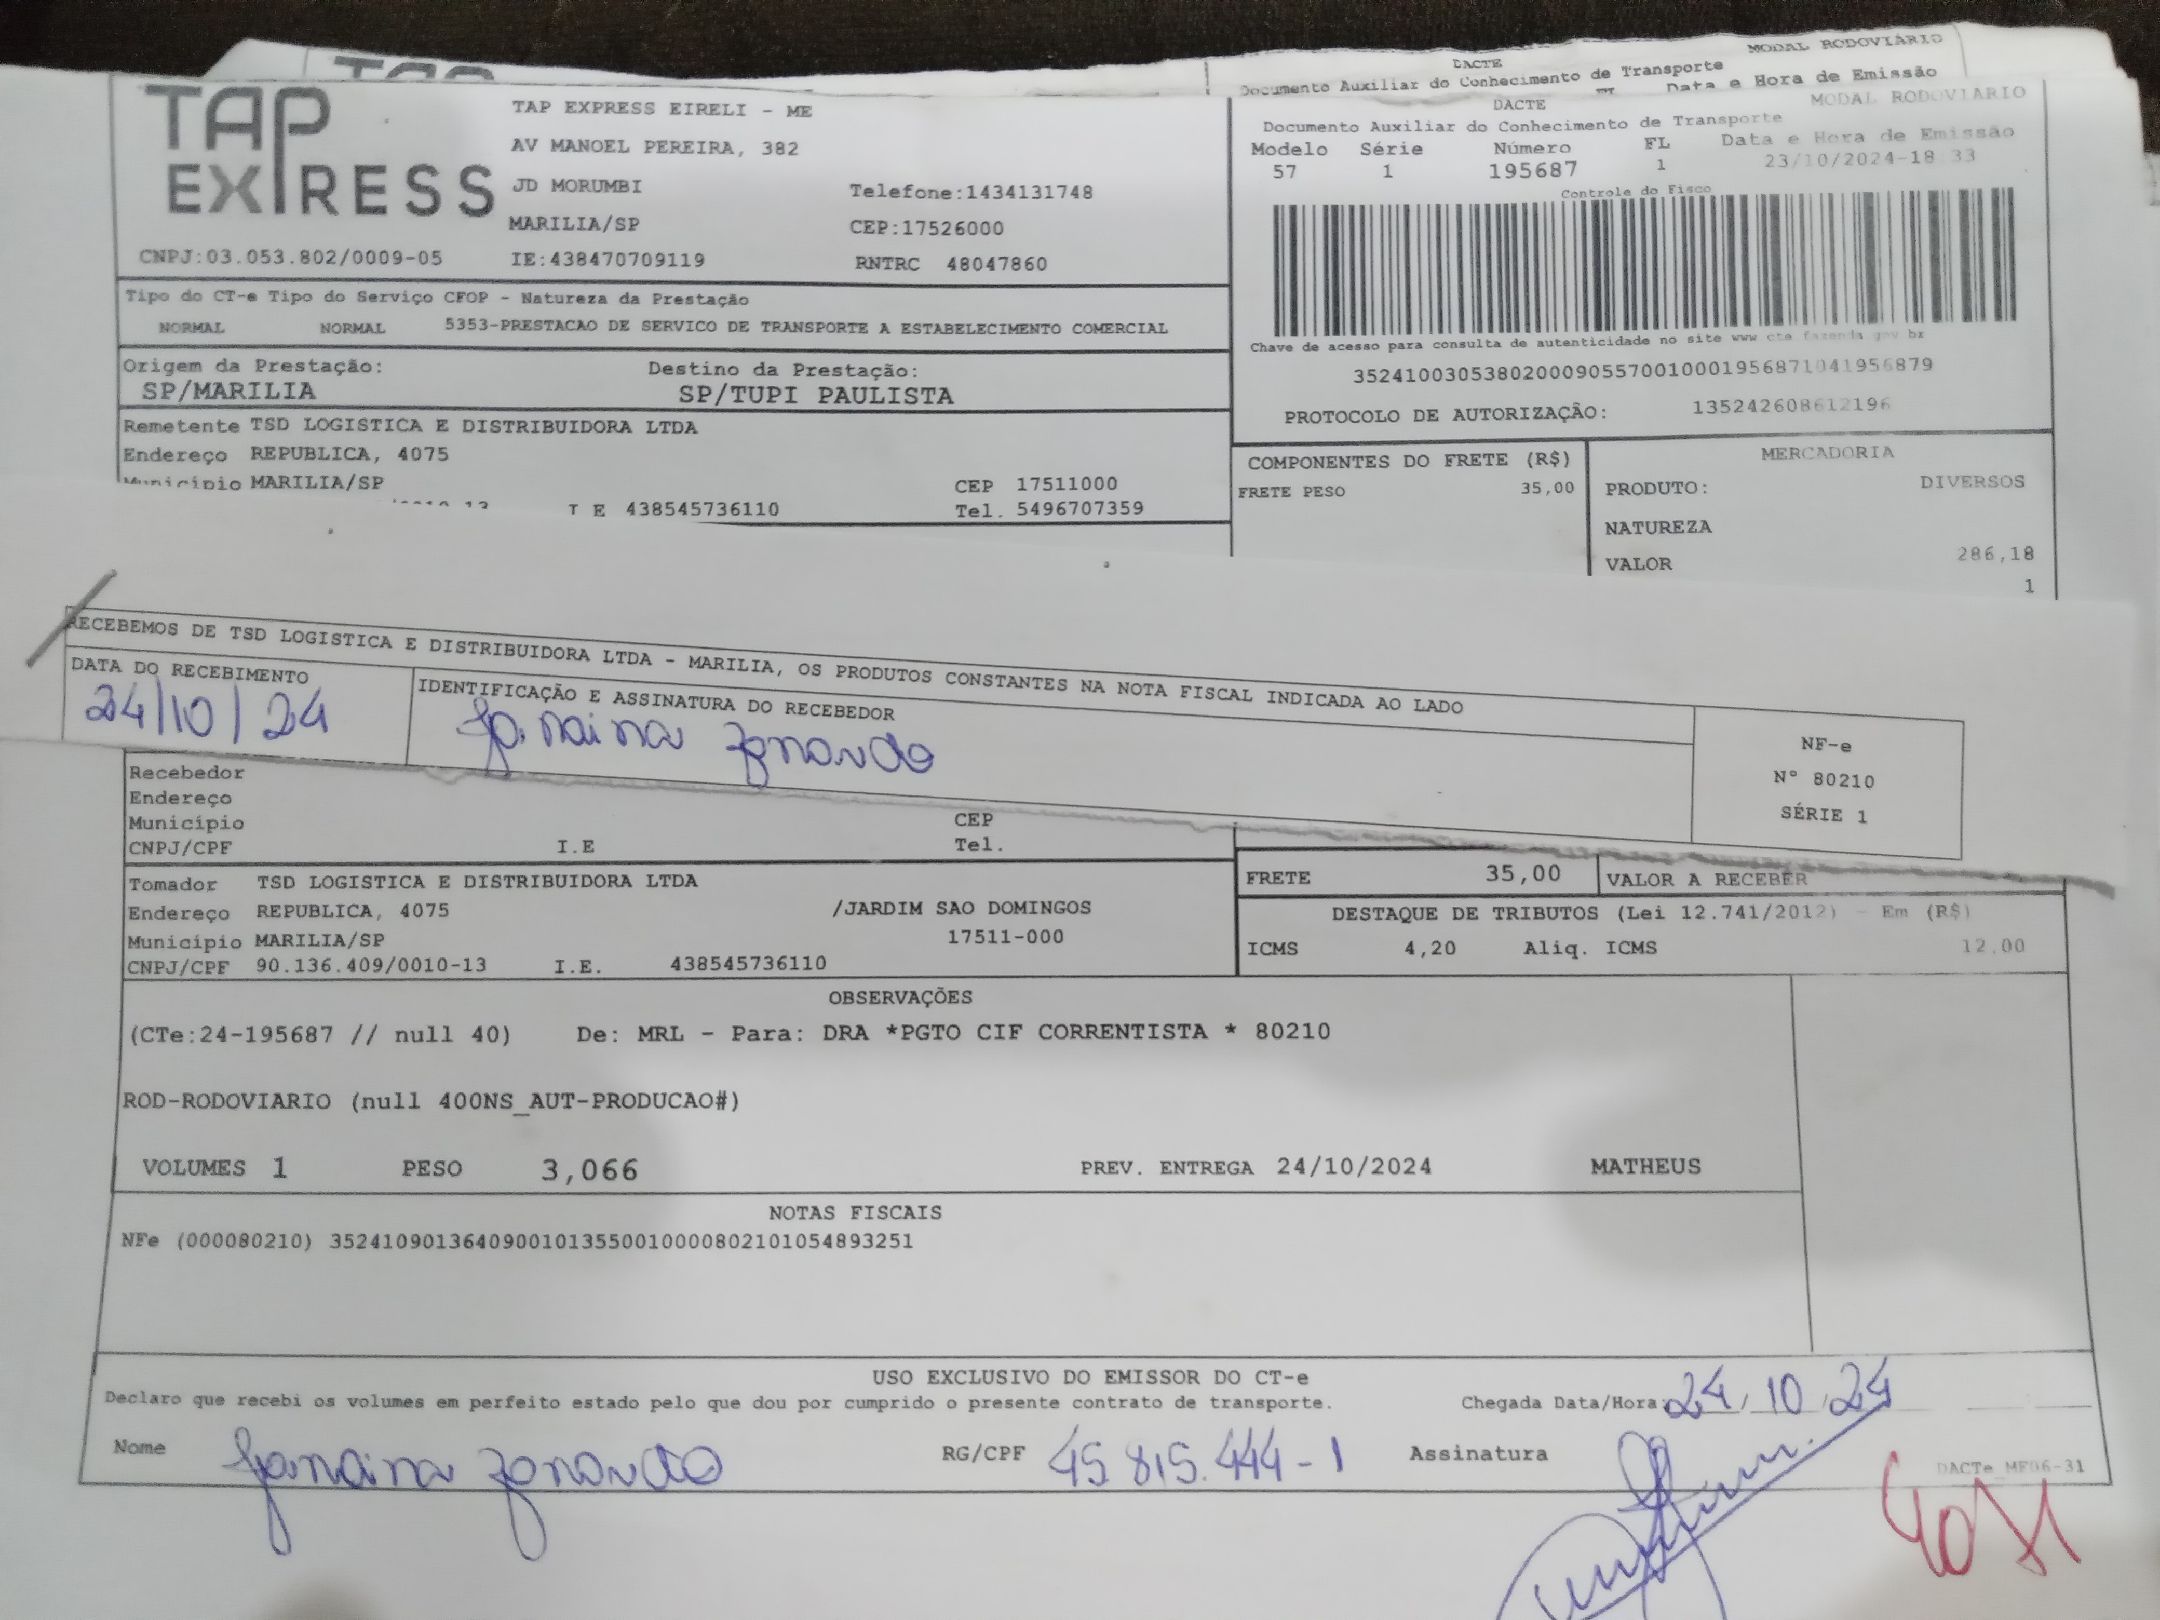 DACTE MODAL RODOVIÁRIO
Documento Auxiliar do Conhecimento de Transporte
Data e Hora de Emissão
TAP EXPRESS
TAP EXPRESS EIRELI - ME
AV MANOEL PEREIRA, 382
JD MORUMBI Telefone:1434131748
MARILIA/SP CEP:17526000
CNPJ:03.053.802/0009-05 IE:438470709119 RNTRC 48047860
DACTE MODAL RODOVIÁRIO
Documento Auxiliar do Conhecimento de Transporte
Modelo Série Número FL Data e Hora de Emissão
57 1 195687 1 23/10/2024-18 33
Controle do Fisco
Chave de acesso para consulta de autenticidade no site www cte fazenda gov br
35241003053802000905570010001956871041956879
PROTOCOLO DE AUTORIZAÇÃO: 135242608612196
Tipo do CT-e Tipo do Serviço CFOP - Natureza da Prestação
NORMAL NORMAL 5353-PRESTACAO DE SERVICO DE TRANSPORTE A ESTABELECIMENTO COMERCIAL
Origem da Prestação: Destino da Prestação:
SP/MARILIA SP/TUPI PAULISTA
Remetente TSD LOGISTICA E DISTRIBUIDORA LTDA
Endereço REPUBLICA, 4075
Município MARILIA/SP CEP 17511000
I E 438545736110 Tel. 5496707359
COMPONENTES DO FRETE (R$)
FRETE PESO 35,00
MERCADORIA
PRODUTO: DIVERSOS
NATUREZA
VALOR 286,18
1
RECEBEMOS DE TSD LOGISTICA E DISTRIBUIDORA LTDA - MARILIA, OS PRODUTOS CONSTANTES NA NOTA FISCAL INDICADA AO LADO
DATA DO RECEBIMENTO IDENTIFICAÇÃO E ASSINATURA DO RECEBEDOR
24/10/24 Janaina Zonardo
NF-e
Nº 80210
SÉRIE 1
Recebedor
Endereço
Município CEP
CNPJ/CPF I.E Tel.
Tomador TSD LOGISTICA E DISTRIBUIDORA LTDA
Endereço REPUBLICA, 4075 /JARDIM SAO DOMINGOS
Município MARILIA/SP 17511-000
CNPJ/CPF 90.136.409/0010-13 I.E. 438545736110
FRETE 35,00 VALOR A RECEBER
DESTAQUE DE TRIBUTOS (Lei 12.741/2012) - Em (R$)
ICMS 4,20 Aliq. ICMS 12.00
OBSERVAÇÕES
(CTe:24-195687 // null 40) De: MRL - Para: DRA *PGTO CIF CORRENTISTA * 80210
ROD-RODOVIARIO (null 400NS_AUT-PRODUCAO#)
VOLUMES 1 PESO 3,066 PREV. ENTREGA 24/10/2024 MATHEUS
NOTAS FISCAIS
NFe (000080210) 35241090136409001013550010000802101054893251
USO EXCLUSIVO DO EMISSOR DO CT-e
Declaro que recebi os volumes em perfeito estado pelo que dou por cumprido o presente contrato de transporte. Chegada Data/Hora: 24/10/24
Nome Janaina Zonardo RG/CPF 45.815.444-1 Assinatura
DACTe_MF06-31